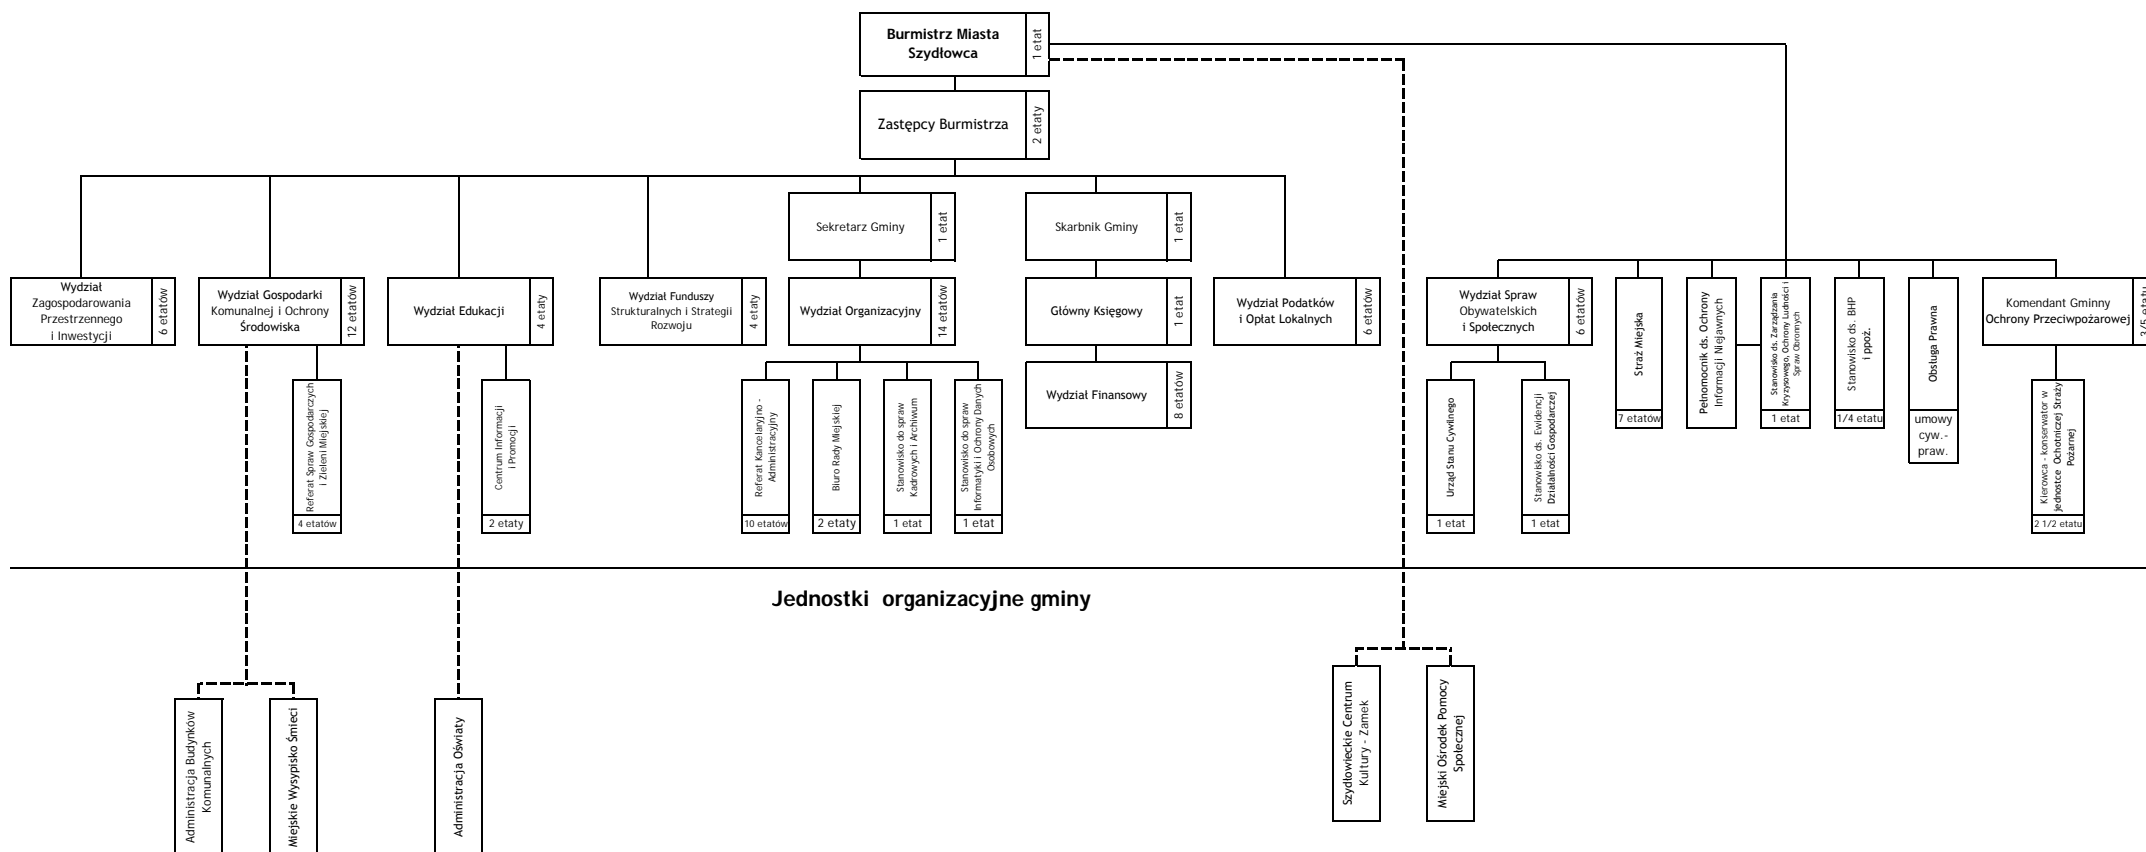 Burmistrz Miasta
Szydłowca
1 etat
Zastępcy Burmistrza
2 etaty
Sekretarz Gminy
1 etat
Skarbnik Gminy
1 etat
Wydział
Zagospodarowania
Przestrzennego
i Inwestycji
6 etatów
Wydział Gospodarki
Komunalnej i Ochrony
Środowiska
12 etatów
Wydział Edukacji
4 etaty
Wydział Funduszy
Strukturalnych i Strategii
Rozwoju
4 etaty
Wydział Organizacyjny
14 etatów
Główny Księgowy
1 etat
Wydział Podatków
i Opłat Lokalnych
6 etatów
Wydział Spraw
Obywatelskich
i Społecznych
6 etatów
Straż Miejska
7 etatów
Pełnomocnik ds. Ochrony
Informacji Niejawnych
Stanowisko ds. Zarządzania
Kryzysowego, Ochrony Ludności i
Spraw Obronnych
1 etat
Stanowisko ds. BHP
i ppoż.
1/4 etatu
Obsługa Prawna
umowy
cyw.-
praw.
Komendant Gminny
Ochrony Przeciwpożarowej
3/5 etatu
Referat Spraw Gospodarczych
i Zieleni Miejskiej
4 etatów
Centrum Informacji
i Promocji
2 etaty
Referat Kancelaryjno -
Administracyjny
10 etatów
Biuro Rady Miejskiej
2 etaty
Stanowisko do spraw
Kadrowych i Archiwum
1 etat
Stanowisko do spraw
Informatyki i Ochrony Danych
Osobowych
1 etat
Wydział Finansowy
8 etatów
Urząd Stanu Cywilnego
1 etat
Stanowisko ds. Ewidencji
Działalności Gospodarczej
1 etat
Kierowca - konserwator w
Jednostce Ochotniczej Straży
Pożarnej
2 1/2 etatu
Jednostki organizacyjne gminy
Administracja Budynków
Komunalnych
Miejskie Wysypisko Śmieci
Administracja Oświaty
Szydłowieckie Centrum
Kultury - Zamek
Miejski Ośrodek Pomocy
Społecznej